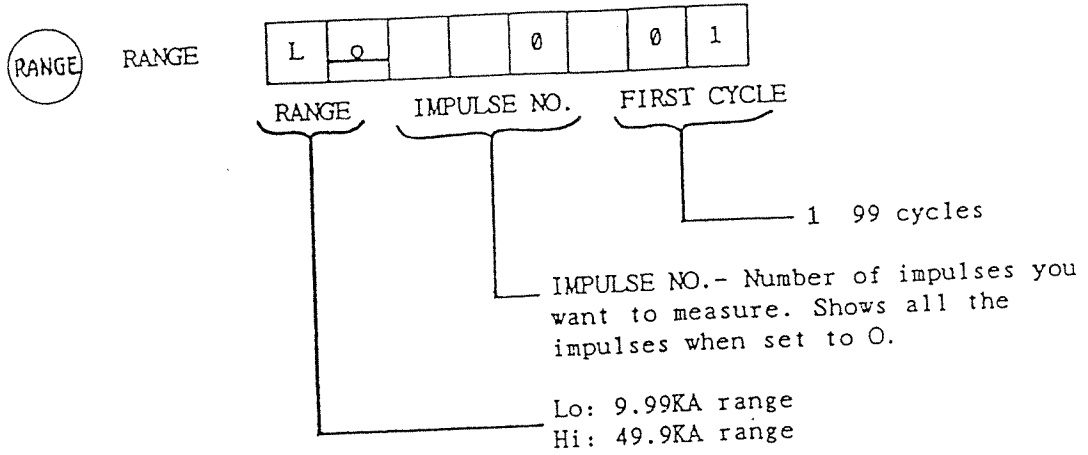 RANGE RANGE L o 0 0 1
RANGE IMPULSE NO. FIRST CYCLE
1 99 cycles
IMPULSE NO.- Number of impulses you
want to measure. Shows all the
impulses when set to 0.
Lo: 9.99KA range
Hi: 49.9KA range